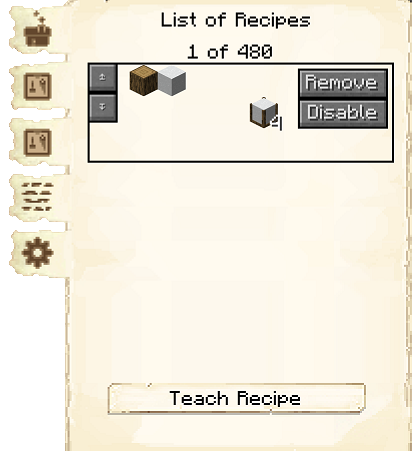 List of Recipes
1 of 480
Remove
4
Disable
Teach Recipe